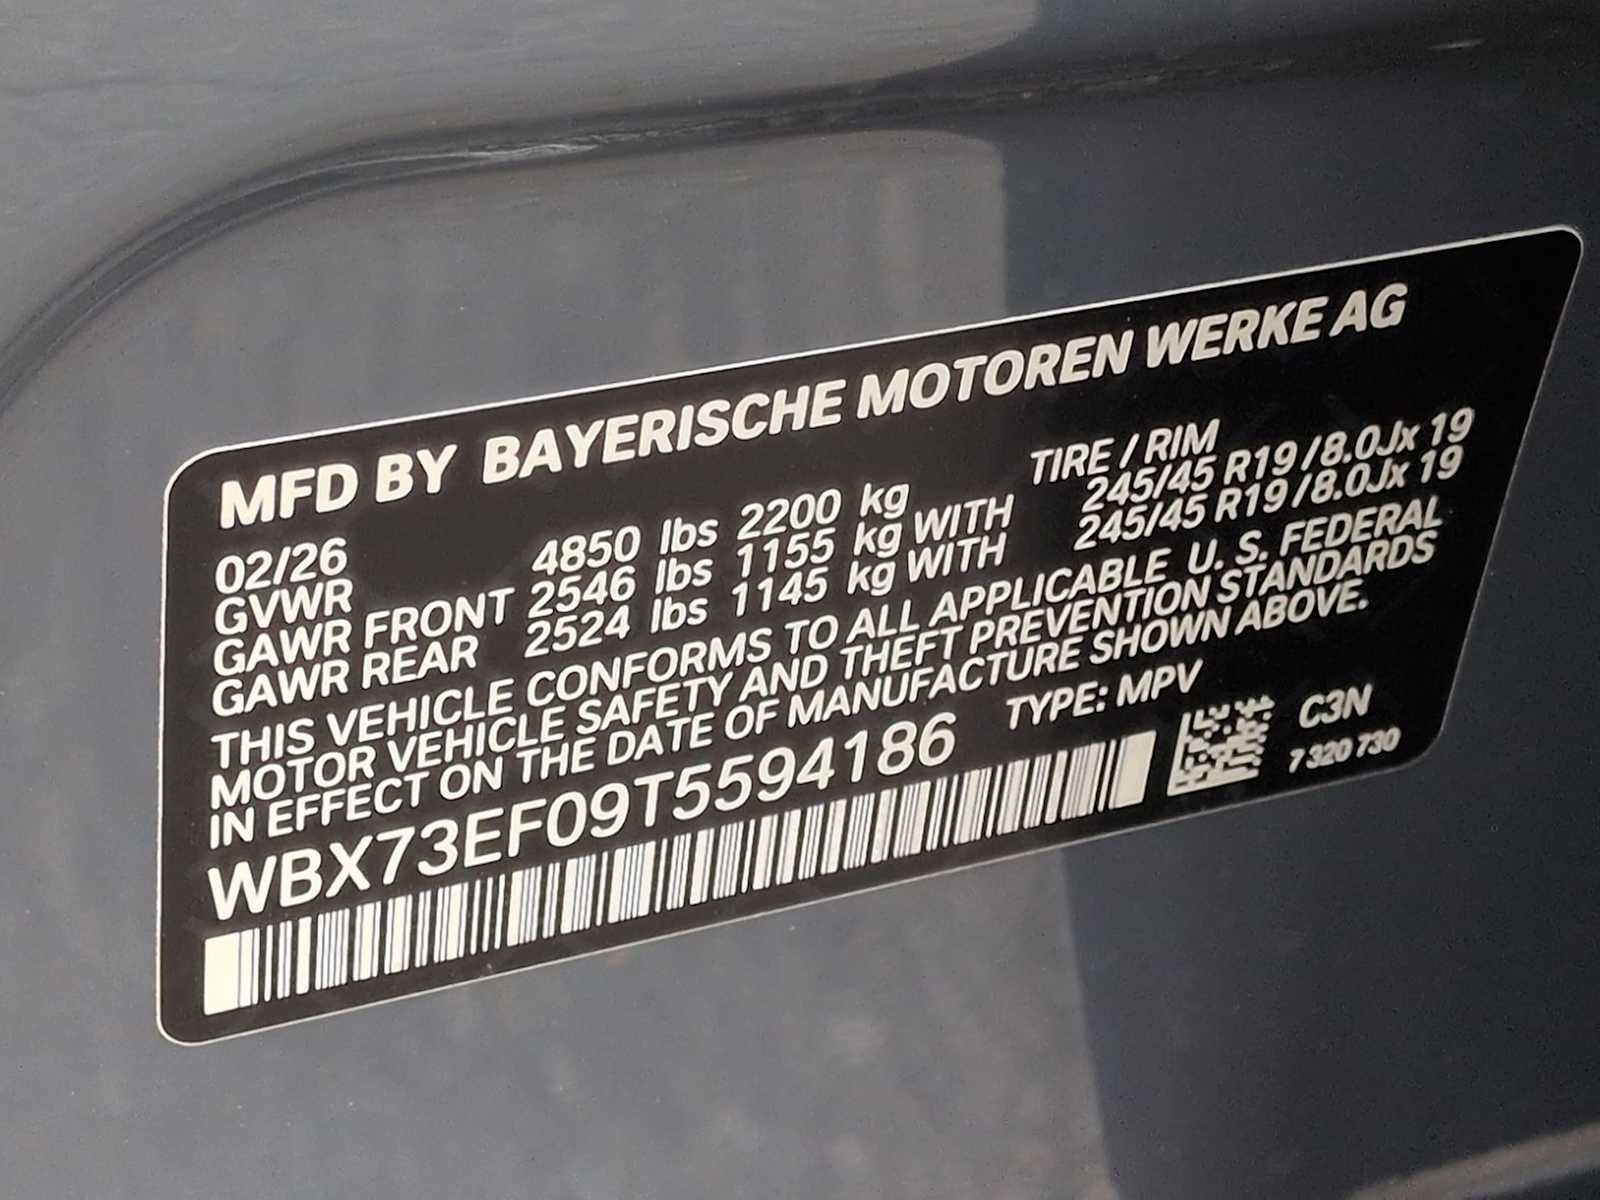 MFD BY BAYERISCHE MOTOREN WERKE AG
02/26 TIRE / RIM
GVWR 4850 lbs 2200 kg
GAWR FRONT 2546 lbs 1155 kg WITH 245/45 R19 /8.0Jx 19
GAWR REAR 2524 lbs 1145 kg WITH 245/45 R19 /8.0Jx 19
THIS VEHICLE CONFORMS TO ALL APPLICABLE U. S. FEDERAL
MOTOR VEHICLE SAFETY AND THEFT PREVENTION STANDARDS
IN EFFECT ON THE DATE OF MANUFACTURE SHOWN ABOVE.
WBX73EF09T5594186 TYPE: MPV
C3N
7 320 730